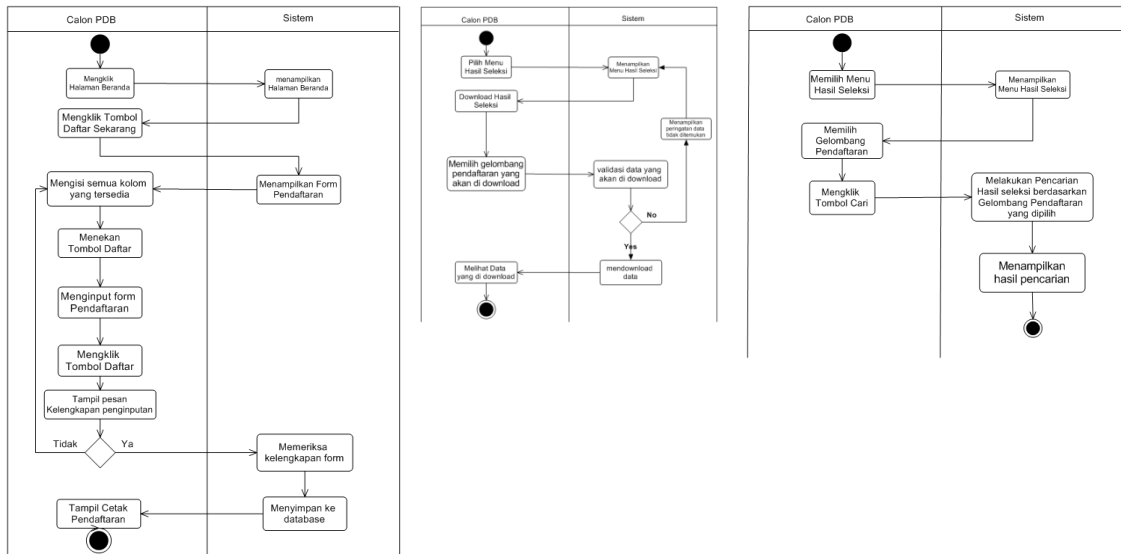 Calon PDB
Sistem
Mengklik
Halaman Beranda
menampilkan
Halaman Beranda
Mengklik Tombol
Daftar Sekarang
Menampilkan Form
Pendaftaran
Mengisi semua kolom
yang tersedia
Menekan
Tombol Daftar
Menginput form
Pendaftaran
Mengklik
Tombol Daftar
Tampil pesan
Kelengkapan penginputan
Tidak
Ya
Memeriksa
kelengkapan form
Menyimpan ke
database
Tampil Cetak
Pendaftaran
Calon PDB
Sistem
Pilih Menu
Hasil Seleksi
Menampilkan
Menu Hasil Seleksi
Download Hasil
Seleksi
Menampilkan
peringatan data
tidak ditemukan
Memilih gelombang
pendaftaran yang
akan di download
validasi data yang
akan di download
No
Yes
mendownload
data
Melihat Data
yang di download
Calon PDB
Sistem
Memilih Menu
Hasil Seleksi
Menampilkan
Menu Hasil Seleksi
Memilih
Gelombang
Pendaftaran
Mengklik
Tombol Cari
Melakukan Pencarian
Hasil seleksi berdasarkan
Gelombang Pendaftaran
yang dipilih
Menampilkan
hasil pencarian